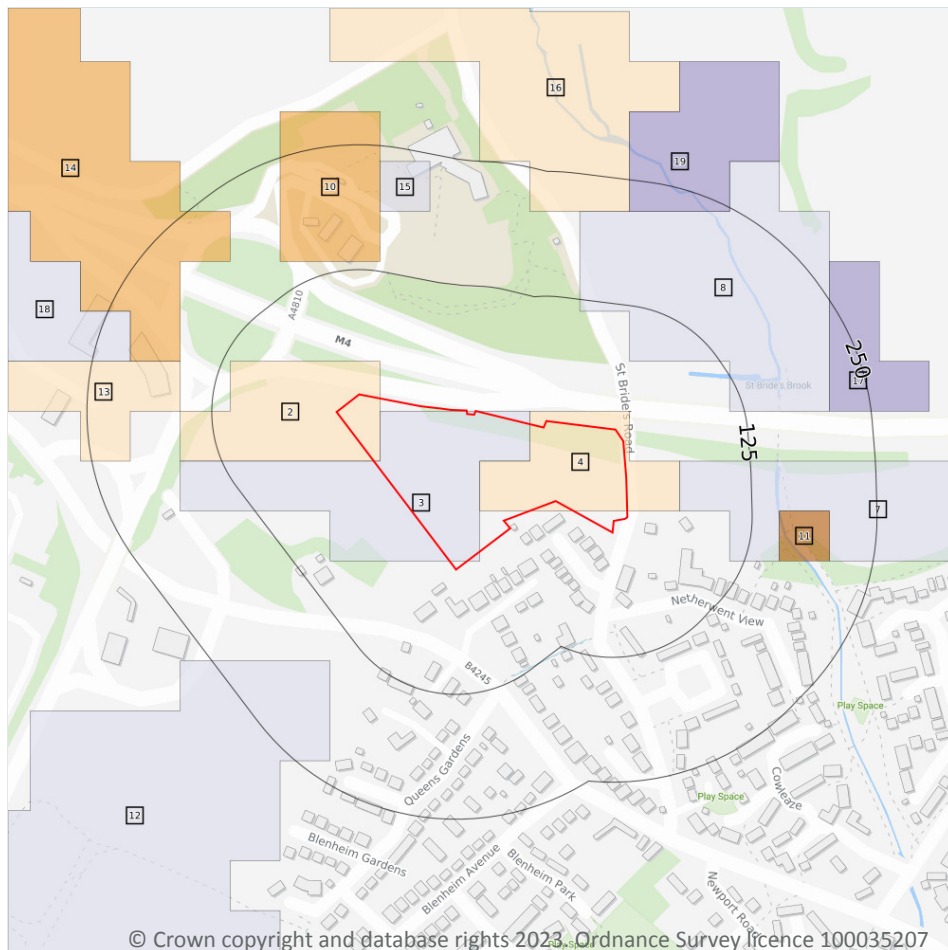 16
14
19
10
15
8
18
A4810
M4
250
St Bride's Brook
17
13
St Bride's Road
2
125
4
3
7
11
Netherwent View
B4245
Play Space
Queens Gardens
Cowleaze
Play Space
12
Blenheim Gardens
Blenheim Avenue
Blenheim Park
Newport Road
Play Space
© Crown copyright and database rights 2023. Ordnance Survey licence 100035207